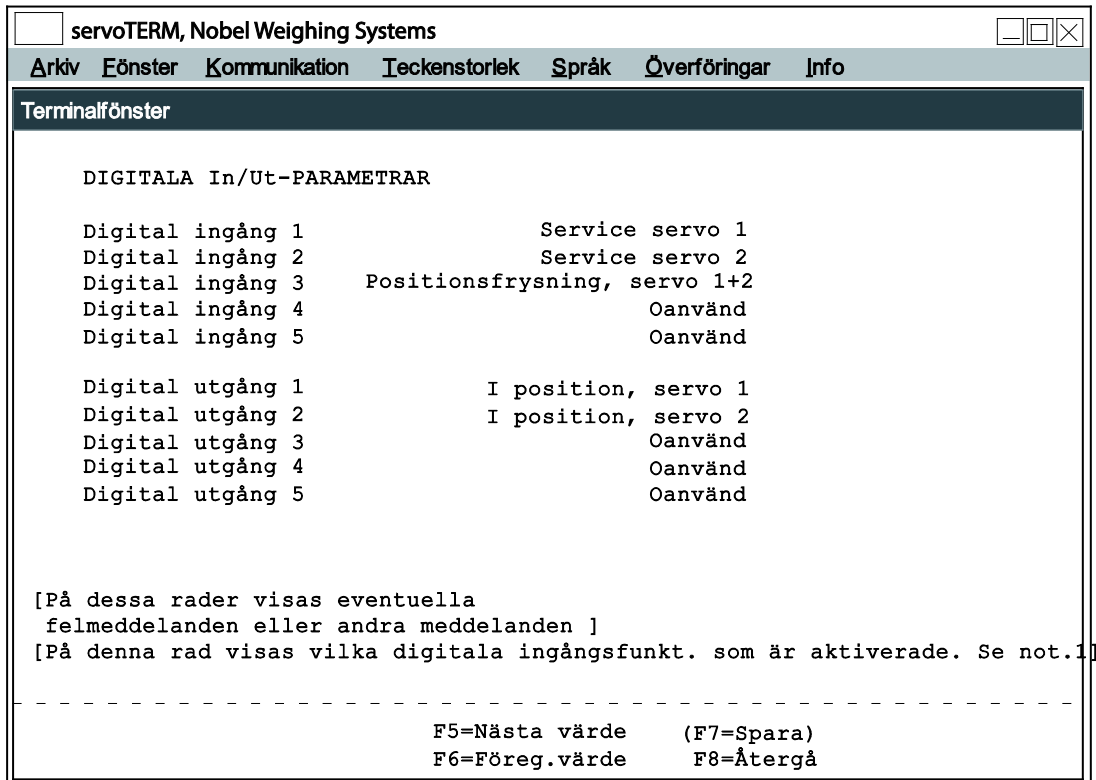 servoTERM, Nobel Weighing Systems
Arkiv Fönster Kommunikation Teckenstorlek Språk Överföringar Info
Terminalfönster
DIGITALA In/Ut-PARAMETRAR
Digital ingång 1 Service servo 1
Digital ingång 2 Service servo 2
Digital ingång 3 Positionsfrysning, servo 1+2
Digital ingång 4 Oanvänd
Digital ingång 5 Oanvänd
Digital utgång 1 I position, servo 1
Digital utgång 2 I position, servo 2
Digital utgång 3 Oanvänd
Digital utgång 4 Oanvänd
Digital utgång 5 Oanvänd
[På dessa rader visas eventuella
felmeddelanden eller andra meddelanden ]
[På denna rad visas vilka digitala ingångsfunkt. som är aktiverade. Se not.1]
F5=Nästa värde (F7=Spara)
F6=Föreg.värde F8=Återgå